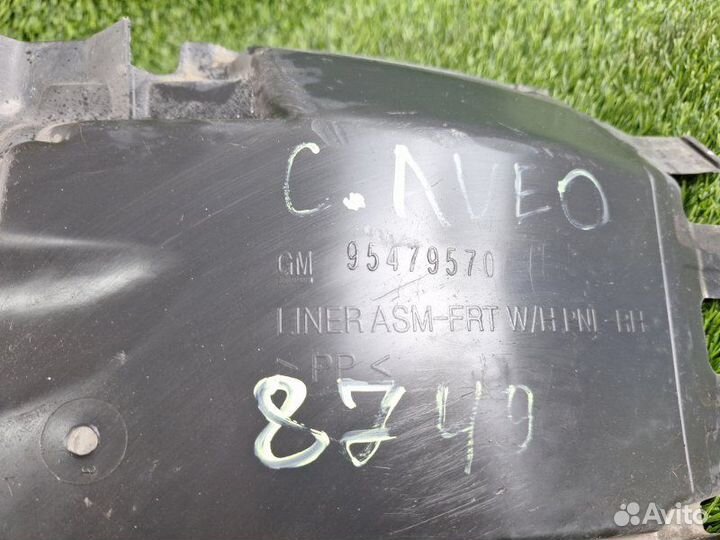 C. AVEO
GM 95479570
LINER ASM-FRT W/H PNL-RH
>PP<
8749
Avito